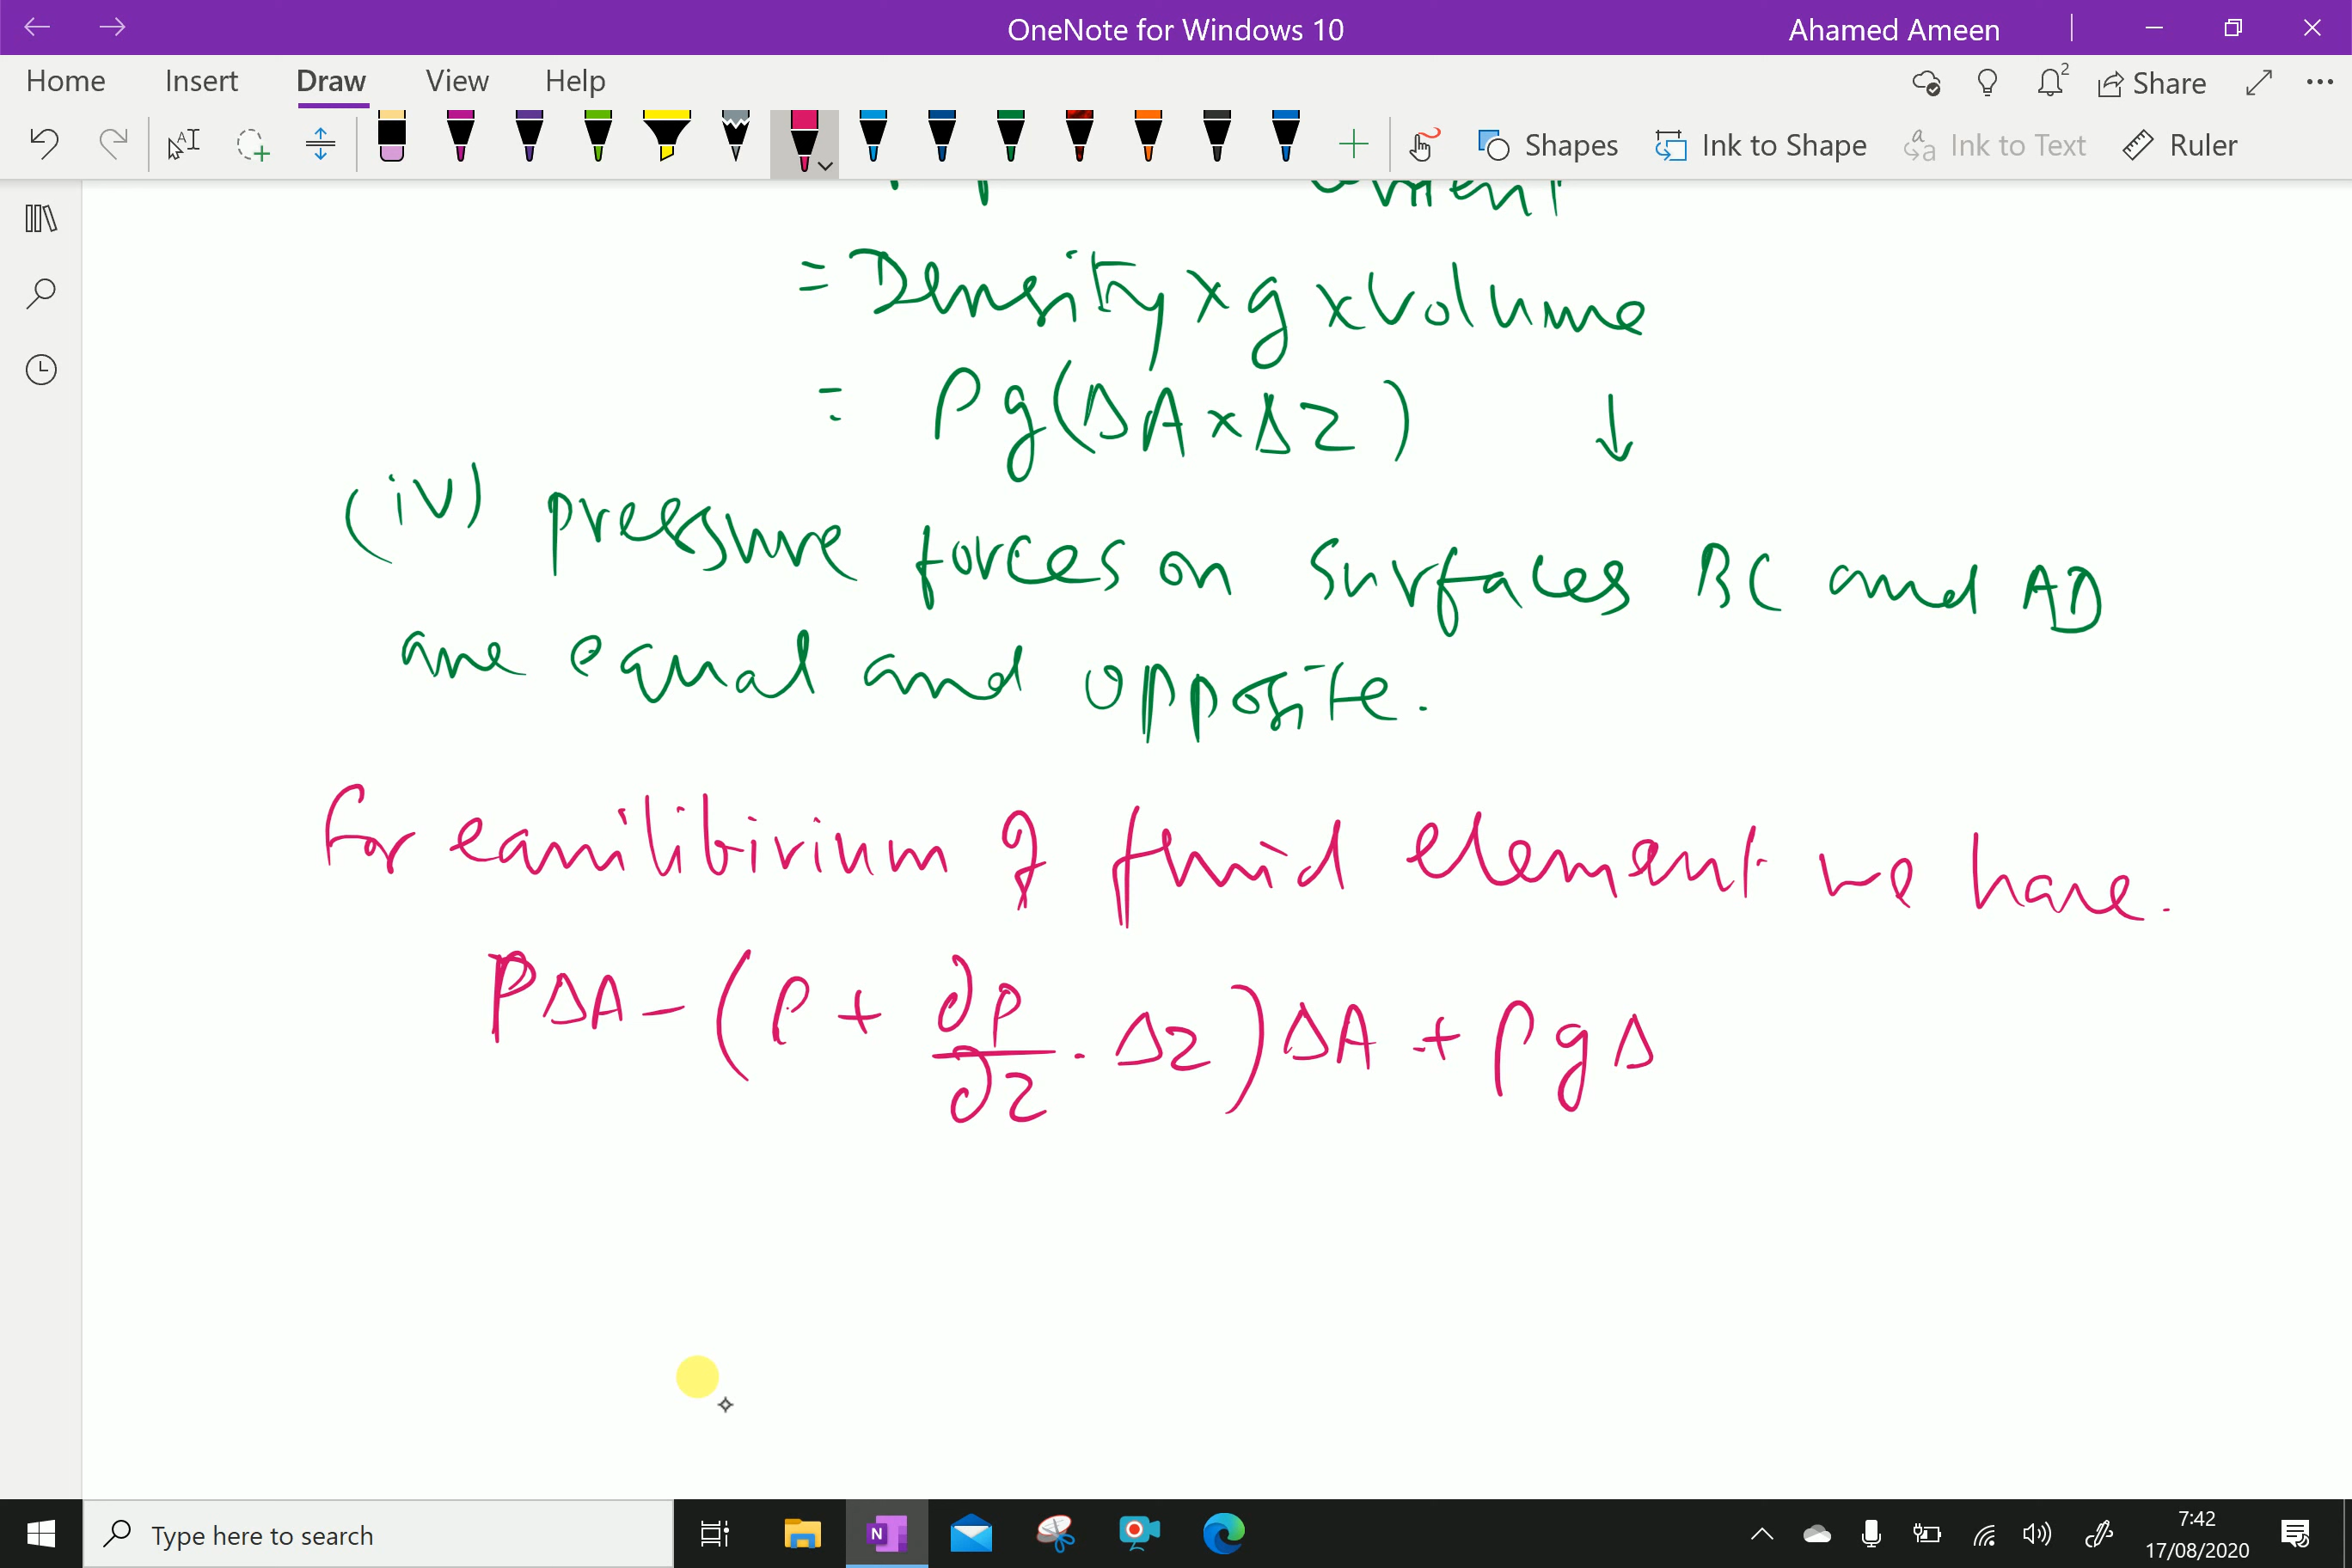 OneNote for Windows 10
Ahamed Ameen
Home Insert Draw View Help
2 Share
Shapes Ink to Shape Ink to Text Ruler
= Density × g × volume
= ρg(ΔA × ΔZ) ↓
(iv) pressure forces on surfaces BC and AD
are equal and opposite.
for equilibirium of fluid element we have.
PΔA - (P + ∂P/∂Z · ΔZ)ΔA + ρgΔ
Type here to search
7:42
17/08/2020